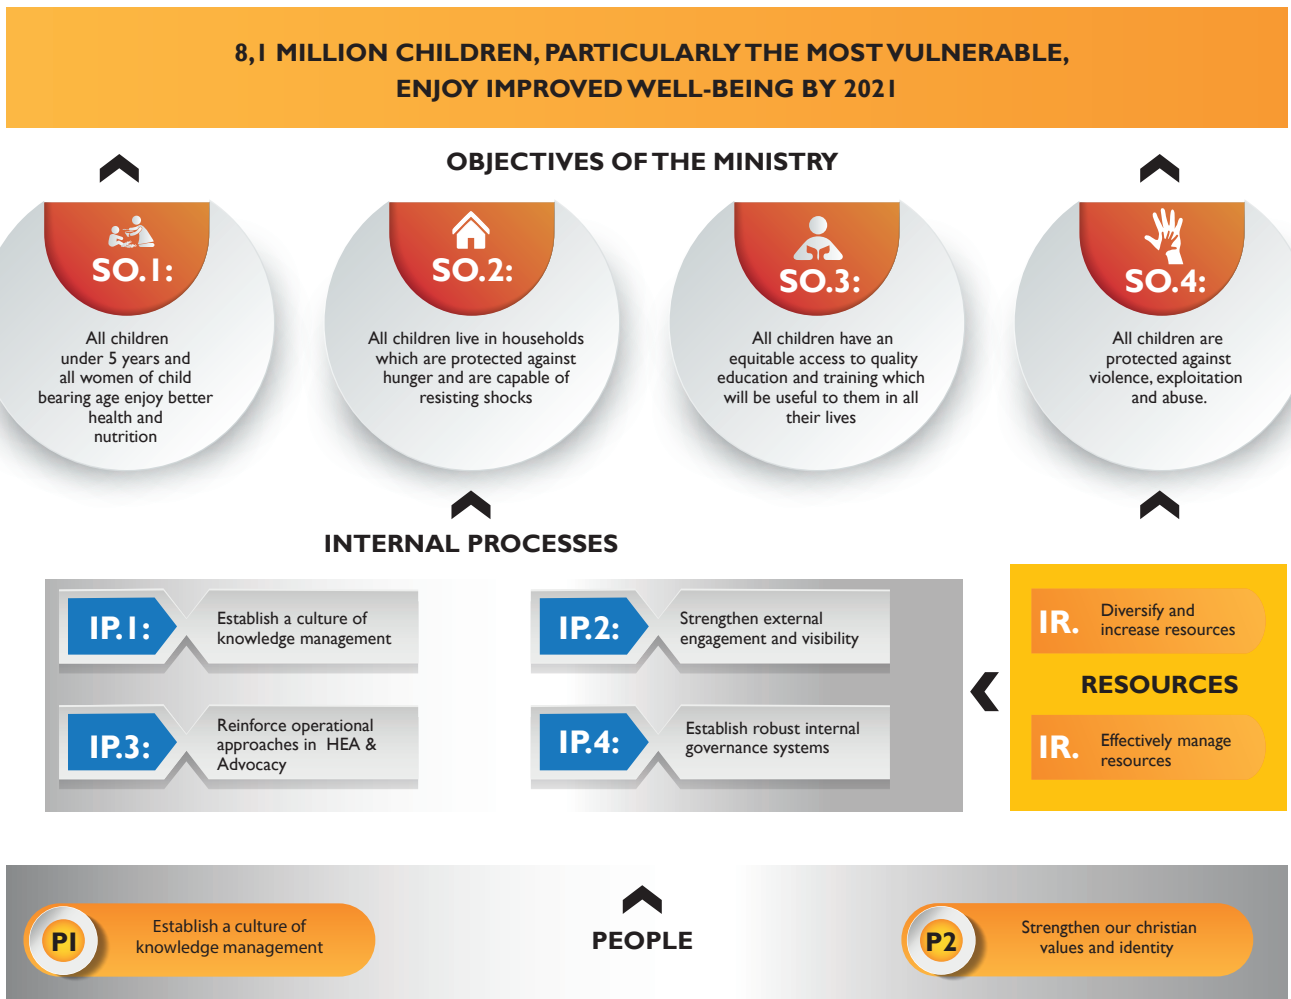 8,1 MILLION CHILDREN, PARTICULARLY THE MOST VULNERABLE,
ENJOY IMPROVED WELL-BEING BY 2021
OBJECTIVES OF THE MINISTRY
SO.1:
All children
under 5 years and
all women of child
bearing age enjoy better
health and
nutrition
SO.2:
All children live in households
which are protected against
hunger and are capable of
resisting shocks
SO.3:
All children have an
equitable access to quality
education and training which
will be useful to them in all
their lives
SO.4:
All children are
protected against
violence, exploitation
and abuse.
INTERNAL PROCESSES
IP.1:
Establish a culture of
knowledge management
IP.2:
Strengthen external
engagement and visibility
IP.3:
Reinforce operational
approaches in HEA &
Advocacy
IP.4:
Establish robust internal
governance systems
IR.
Diversify and
increase resources
RESOURCES
IR.
Effectively manage
resources
P1
Establish a culture of
knowledge management
PEOPLE
P2
Strengthen our christian
values and identity